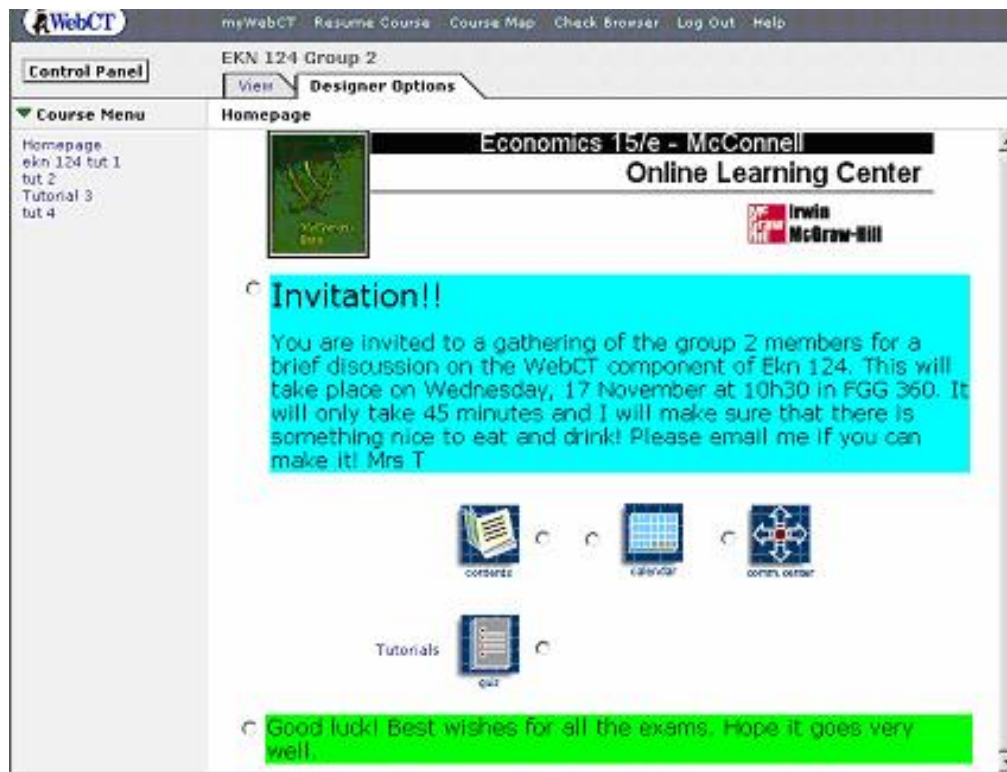 WebCT
myWebCT Resume Course Course Map Check Browser Log Out Help
Control Panel
EKN 124 Group 2
View Designer Options
Course Menu
Homepage
Homepage
ekn 124 tut 1
tut 2
Tutorial 3
tut 4
Economics 15/e - McConnell
Online Learning Center
Irwin
McGraw-Hill
Invitation!!
You are invited to a gathering of the group 2 members for a
brief discussion on the WebCT component of Ekn 124. This will
take place on Wednesday, 17 November at 10h30 in FGG 360. It
will only take 45 minutes and I will make sure that there is
something nice to eat and drink! Please email me if you can
make it! Mrs T
contents
calendar
comm. center
Tutorials
quiz
Good luck! Best wishes for all the exams. Hope it goes very
well.